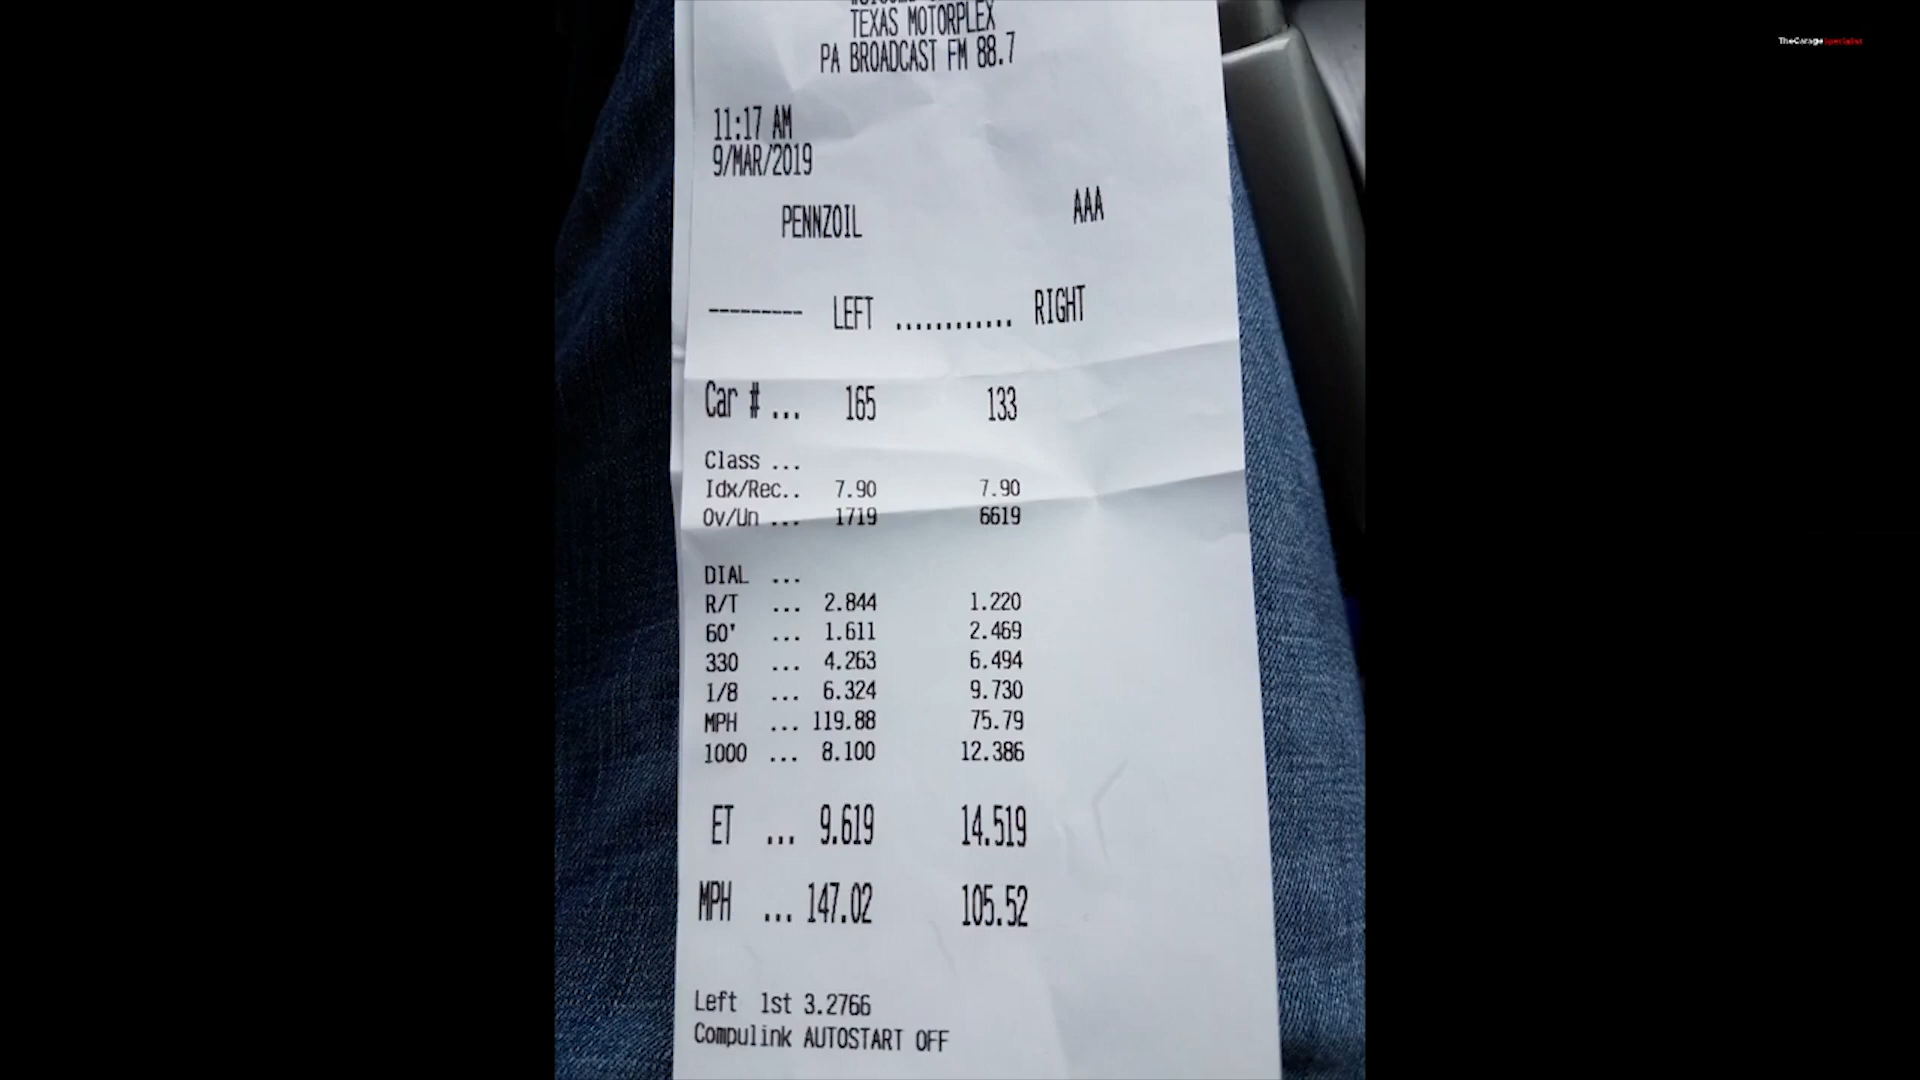 TEXAS MOTORPLEX
PA BROADCAST FM 88.7
11:17 AM
9/MAR/2019
PENNZOIL AAA
--------- LEFT ............ RIGHT
Car # ... 165 133
Class ...
Idx/Rec.. 7.90 7.90
Ov/Un ... 1719 6619
DIAL ...
R/T ... 2.844 1.220
60' ... 1.611 2.469
330 ... 4.263 6.494
1/8 ... 6.324 9.730
MPH ... 119.88 75.79
1000 ... 8.100 12.386
ET ... 9.619 14.519
MPH ... 147.02 105.52
Left 1st 3.2766
Compulink AUTOSTART OFF
TheGarageSpecialist